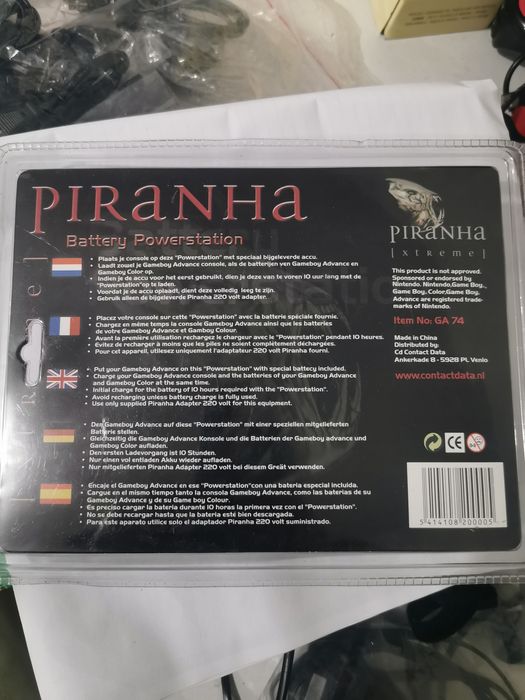 PIRANHA
Battery Powerstation
• Plaats je console op deze "Powerstation" met speciaal bijgeleverde accu.
• Laadt zowel je Gameboy Advance console, als de batterijen ven Gameboy Advance en
Gameboy Color op.
• Indien je de accu voor het eerst gebruikt, dien je deze van te voren 10 uur lang met de
"Powerstation"op te laden.
• Voordat je de accu oplaadt, dient deze volledig leeg te zijn.
• Gebruik alleen de bijgeleverde Piranha 220 volt adapter.
• Placez votre console sur cette "Powerstation" avec la batterie spéciale fournie.
• Chargez en même temps la console Gameboy Advance ainsi que les batteries
de votre Gameboy Advance et Gamboy Colour.
• Avant la première utilisation rechargez le chargeur avec le "Powerstation" pendant 10 heures.
• Evitez de recharger à moins que les piles ne soient complètement déchargées.
• Pour cet appareil, utilesez uniquement l'adaptateur 220 volt Piranha fourni.
• Put your Gameboy Advance on this "Powerstation" with special battery included.
• Charge your Gameboy Advance console and the batteries of your Gameboy Advance
and Gameboy Color at the same time.
• Initial charge for the battery of 10 hours required with the "Powerstation".
• Avoid recharging unless battery charge is fully used.
• Use only supplied Piranha Adapter 220 volt for this equipment.
• Den Gameboy Advance auf diese "Powerstation" mit einer speziellen mitgelieferten
Batterie stellen.
• Gleichzeitig die Gameboy Advance Konsole und die Batterien der Gameboy advance und
Gameboy Color aufladen.
• Den ersten Ladevorgang ist 10 Stunden.
• Nur einen vol entladen Akku wieder aufladen.
• Nur mitgelieferten Piranha Adapter 220 volt bei diesem Greät verwenden.
• Encaje el Gameboy Advance en ese "Powerstation"con una bateria especial incluida.
• Cargue en el mismo tiempo tanto la consola Gameboy Advance, como las baterias de su
Gameboy Advance y de su Game boy Colour.
• Es preciso cargar la bateria durante 10 horas la primera vez con el "Powerstation".
• No se debe recargar hasta que la bateria esté bien descargada.
• Para este aparato utilice solo el adaptador Piranha 220 volt suministrado.
PIRANHA
[xtreme]
This product is not approved.
Sponsored or endorsed by
Nintendo. Nintendo,Game Boy,
Game Boy, Color,Game Boy,
Advance are registered trade-
marks of Nintendo.
Item No: GA 74
Made in China
Distributed by:
Cd Contact Data
Ankerkade 8 - 5928 PL Venlo
www.contactdata.nl
CE
5 414108 200005